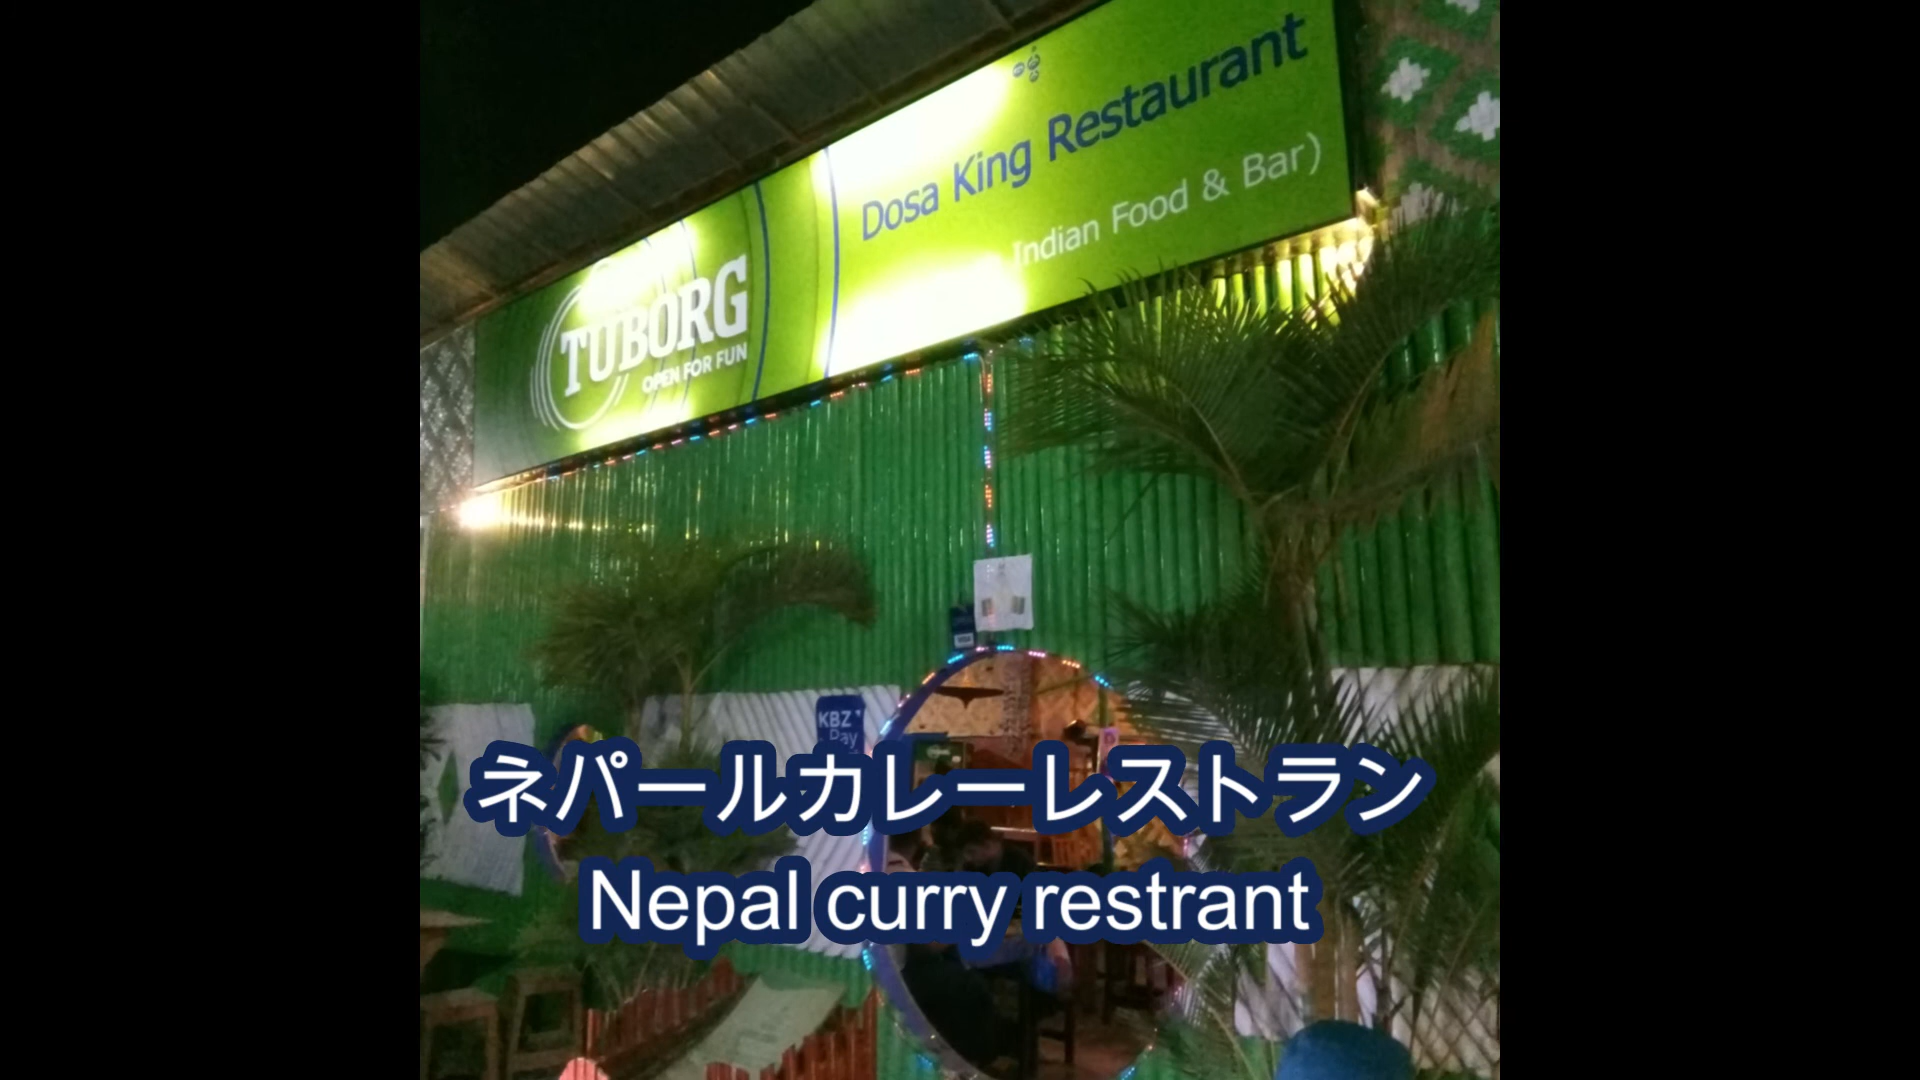 Dosa King Restaurant
Indian Food & Bar)
TUBORG
OPEN FOR FUN
VISA
KBZ
Pay
ネパールカレーレストラン
Nepal curry restrant